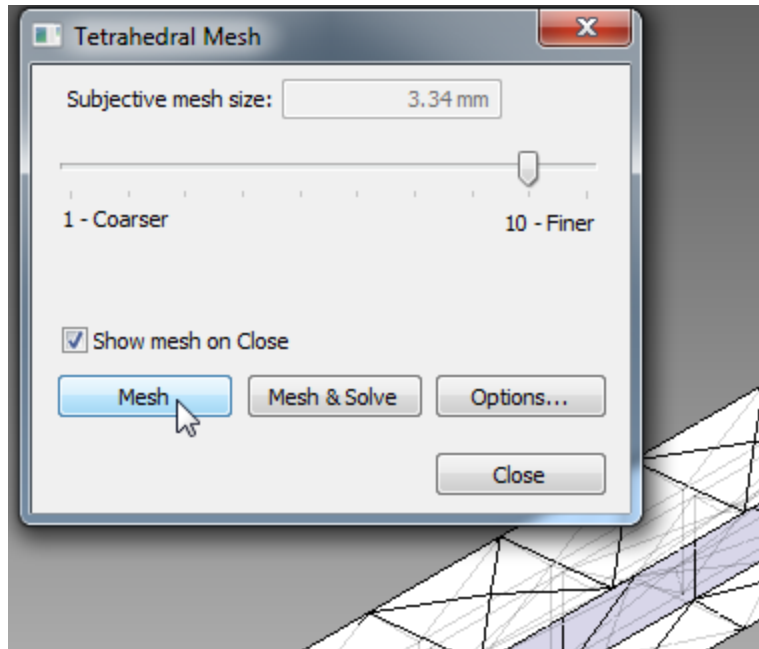 Tetrahedral Mesh
Subjective mesh size: 3.34 mm
1 - Coarser 10 - Finer
Show mesh on Close
Mesh Mesh & Solve Options...
Close